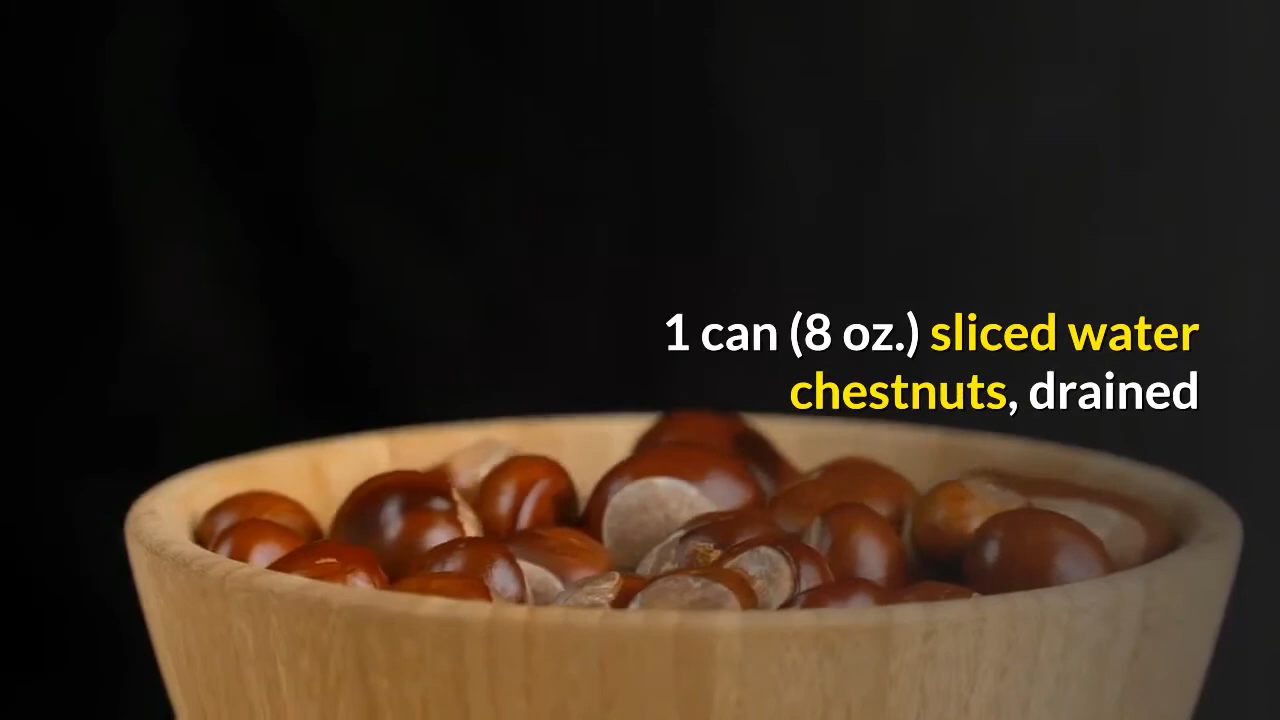 1 can (8 oz.) sliced water
chestnuts, drained